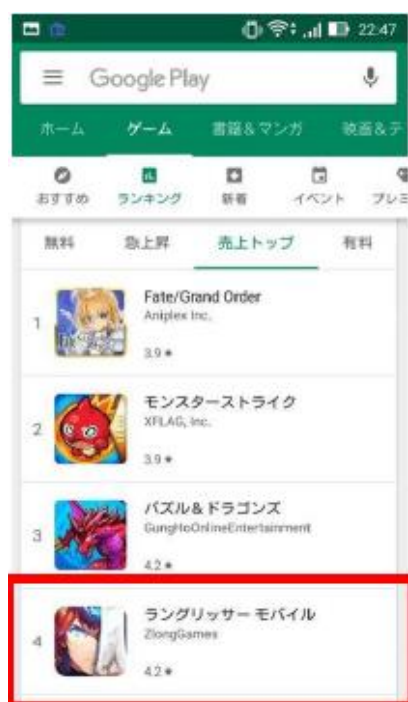 22:47
Google Play
ホーム ゲーム 書籍&マンガ 映画&テ
おすすめ ランキング 新着 イベント プレミ
無料 急上昇 売上トップ 有料
1
Fate/Grand Order
Aniplex Inc.
3.9★
2
モンスターストライク
XFLAG, Inc.
3.9★
3
パズル&ドラゴンズ
GungHoOnlineEntertainment
4.2★
4
ラングリッサー モバイル
ZlongGames
4.2★